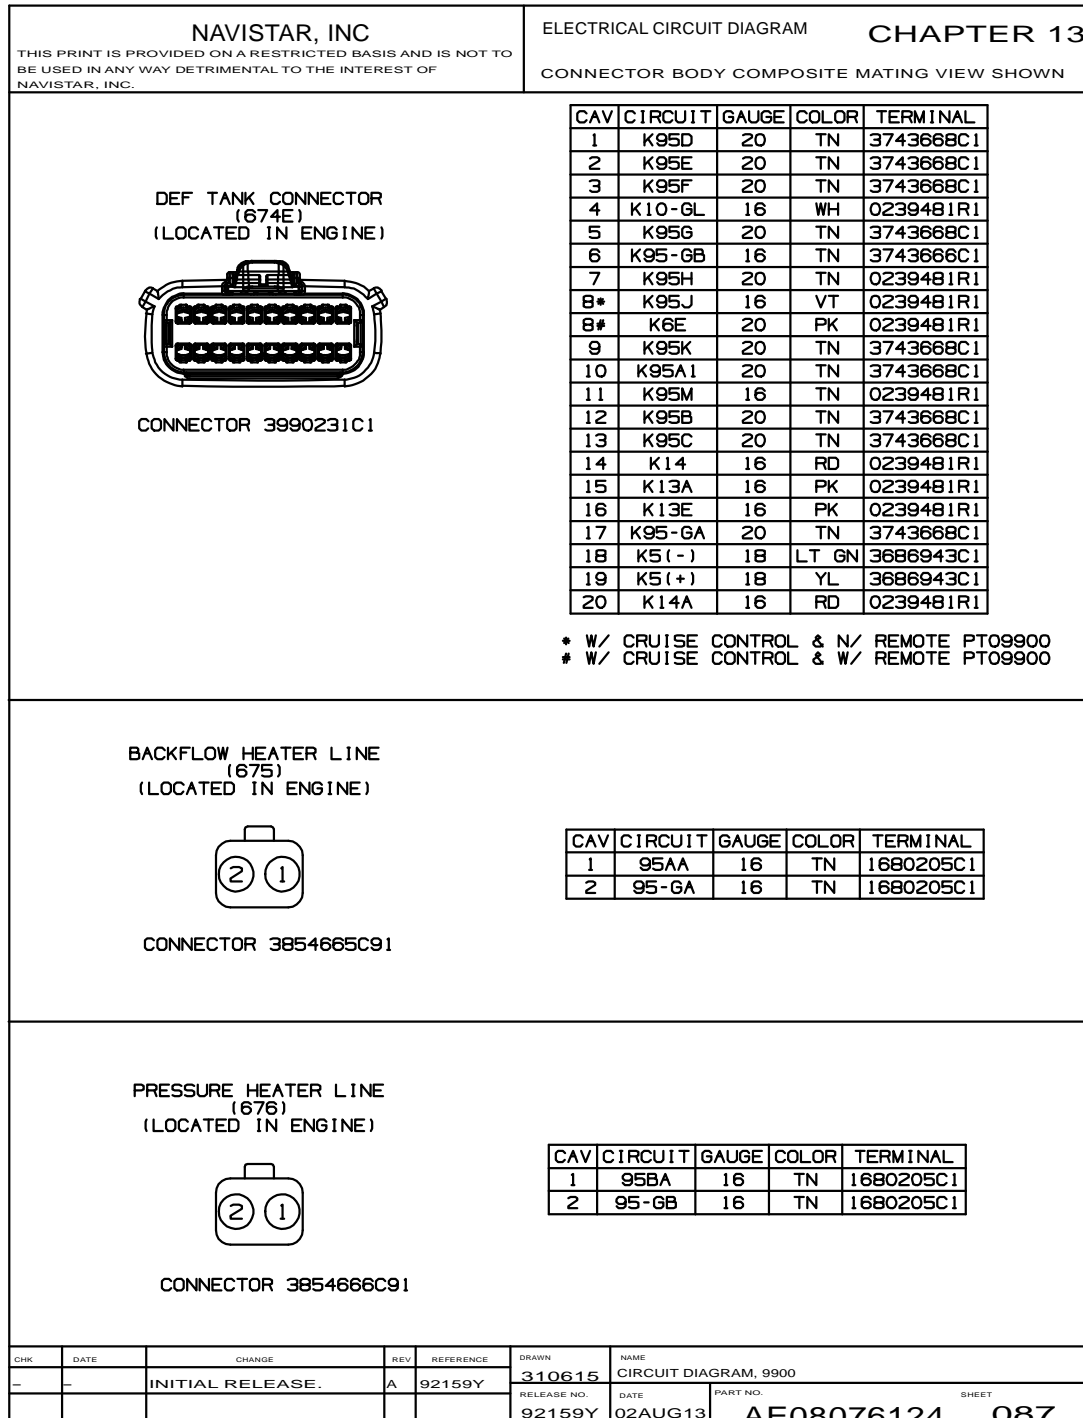 NAVISTAR, INC
THIS PRINT IS PROVIDED ON A RESTRICTED BASIS AND IS NOT TO
BE USED IN ANY WAY DETRIMENTAL TO THE INTEREST OF
NAVISTAR, INC.
ELECTRICAL CIRCUIT DIAGRAM CHAPTER 13
CONNECTOR BODY COMPOSITE MATING VIEW SHOWN
DEF TANK CONNECTOR
(674E)
(LOCATED IN ENGINE)
CONNECTOR 3990231C1
CAV CIRCUIT GAUGE COLOR TERMINAL
1 K95D 20 TN 3743668C1
2 K95E 20 TN 3743668C1
3 K95F 20 TN 3743668C1
4 K10-GL 16 WH 0239481R1
5 K95G 20 TN 3743668C1
6 K95-GB 16 TN 3743666C1
7 K95H 20 TN 0239481R1
8* K95J 16 VT 0239481R1
8# K6E 20 PK 0239481R1
9 K95K 20 TN 3743668C1
10 K95A1 20 TN 3743668C1
11 K95M 16 TN 0239481R1
12 K95B 20 TN 3743668C1
13 K95C 20 TN 3743668C1
14 K14 16 RD 0239481R1
15 K13A 16 PK 0239481R1
16 K13E 16 PK 0239481R1
17 K95-GA 20 TN 3743668C1
18 K5(-) 18 LT GN 3686943C1
19 K5(+) 18 YL 3686943C1
20 K14A 16 RD 0239481R1
* W/ CRUISE CONTROL & N/ REMOTE PTO9900
# W/ CRUISE CONTROL & W/ REMOTE PTO9900
BACKFLOW HEATER LINE
(675)
(LOCATED IN ENGINE)
2 1
CONNECTOR 3854665C91
CAV CIRCUIT GAUGE COLOR TERMINAL
1 95AA 16 TN 1680205C1
2 95-GA 16 TN 1680205C1
PRESSURE HEATER LINE
(676)
(LOCATED IN ENGINE)
2 1
CONNECTOR 3854666C91
CAV CIRCUIT GAUGE COLOR TERMINAL
1 95BA 16 TN 1680205C1
2 95-GB 16 TN 1680205C1
CHK DATE CHANGE REV REFERENCE
- - INITIAL RELEASE. A 92159Y
DRAWN
310615
NAME
CIRCUIT DIAGRAM, 9900
RELEASE NO.
92159Y
DATE
02AUG13
PART NO.
AE08076124
SHEET
087